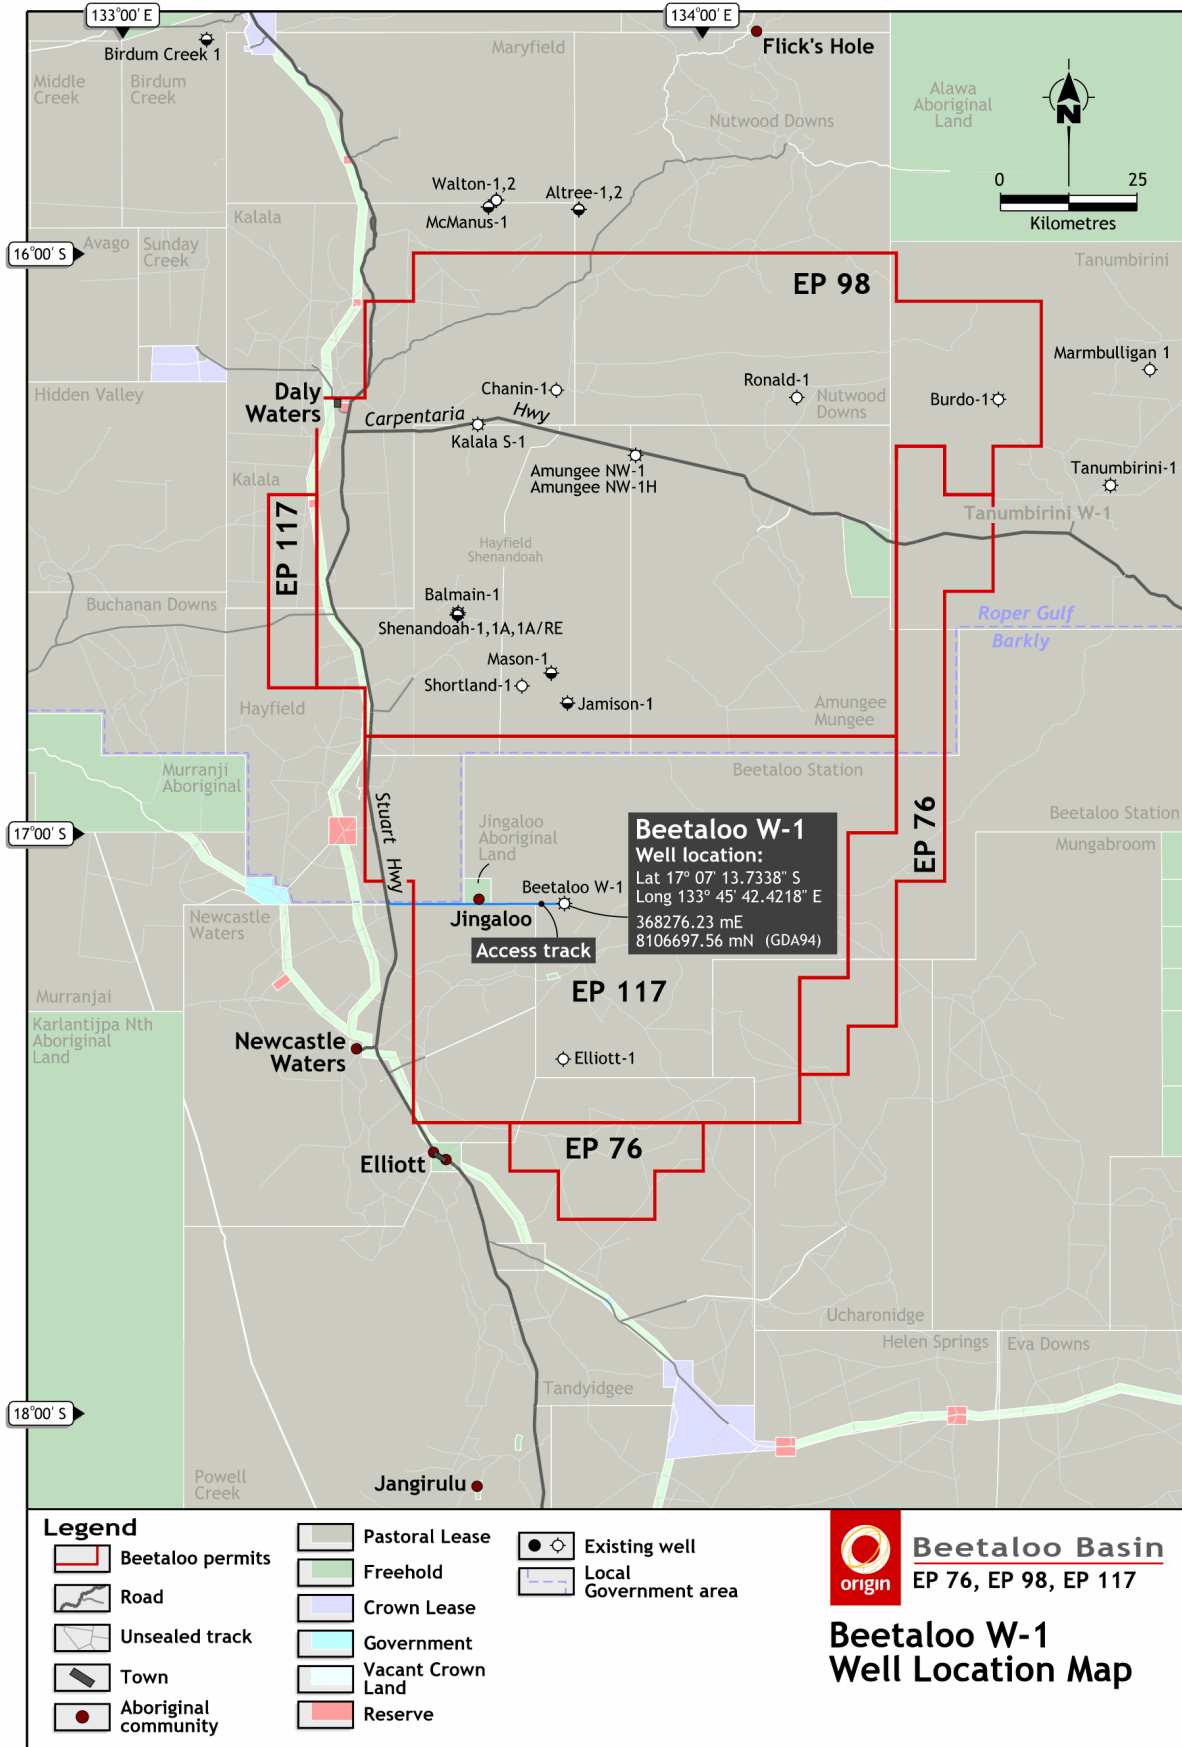 133°00' E
134°00' E
Birdum Creek 1
Flick's Hole
Maryfield
Middle
Creek
Birdum
Creek
Alawa
Aboriginal
Land
N
Nutwood Downs
0 25
Kilometres
Walton-1,2
Altree-1,2
McManus-1
Kalala
Avago
Sunday
Creek
16°00' S
Tanumbirini
EP 98
Marmbulligan 1
Hidden Valley
Daly
Waters
Chanin-1
Ronald-1
Nutwood
Downs
Burdo-1
Carpentaria Hwy
Kalala S-1
Amungee NW-1
Amungee NW-1H
Tanumbirini-1
Kalala
Tanumbirini W-1
EP 117
Hayfield
Shenandoah
Balmain-1
Buchanan Downs
Shenandoah-1,1A,1A/RE
Roper Gulf
Barkly
Mason-1
Shortland-1
Jamison-1
Hayfield
Amungee
Mungee
Murranji
Aboriginal
Beetaloo Station
Stuart Hwy
EP 76
Beetaloo Station
17°00' S
Jingaloo
Aboriginal
Land
Mungabroom
Beetaloo W-1
Well location:
Lat 17° 07' 13.7338" S
Long 133° 45' 42.4218" E
368276.23 mE
8106697.56 mN (GDA94)
Beetaloo W-1
Jingaloo
Newcastle
Waters
Access track
EP 117
Murranjai
Karlantijpa Nth
Aboriginal
Land
Newcastle
Waters
Elliott-1
EP 76
Elliott
Ucharonidge
Helen Springs
Eva Downs
Tandyidgee
18°00' S
Powell
Creek
Jangirulu
Legend
Beetaloo permits
Road
Unsealed track
Town
Aboriginal
community
Pastoral Lease
Freehold
Crown Lease
Government
Vacant Crown
Land
Reserve
Existing well
Local
Government area
origin
Beetaloo Basin
EP 76, EP 98, EP 117
Beetaloo W-1
Well Location Map